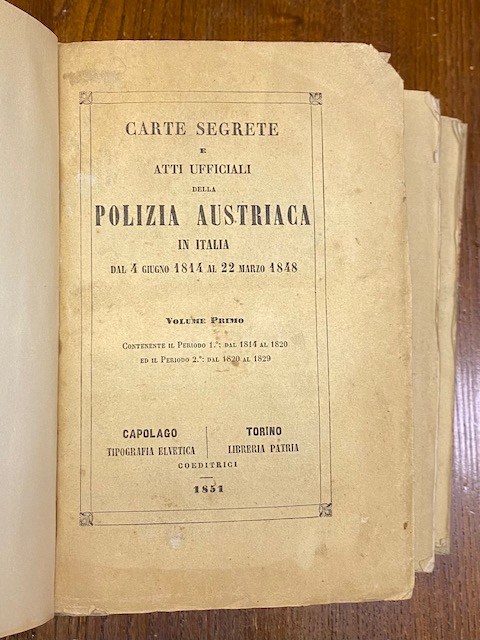 CARTE SEGRETE
E
ATTI UFFICIALI
DELLA
POLIZIA AUSTRIACA
IN ITALIA
DAL 4 GIUGNO 1814 AL 22 MARZO 1848
VOLUME PRIMO
CONTENENTE IL PERIODO 1.°: DAL 1814 AL 1820
ED IL PERIODO 2.°: DAL 1820 AL 1829
CAPOLAGO
TIPOGRAFIA ELVETICA
TORINO
LIBRERIA PATRIA
COEDITRICI
1851